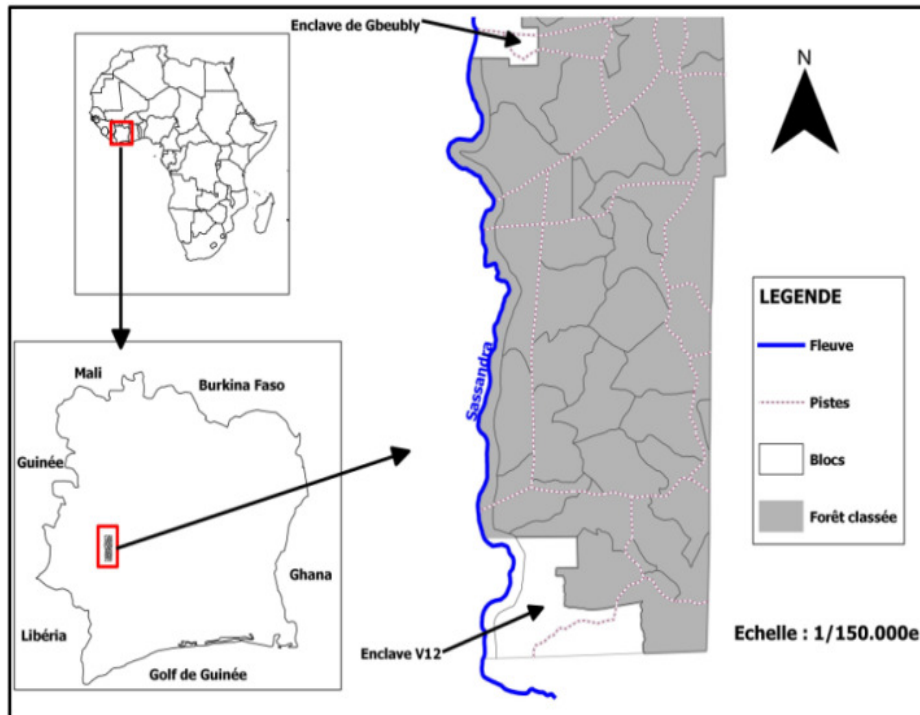 Enclave de Gbeubly
N
Sassandra
LEGENDE
Fleuve
Pistes
Blocs
Forêt classée
Echelle : 1/150.000e
Mali
Burkina Faso
Guinée
Ghana
Libéria
Golf de Guinée
Enclave V12